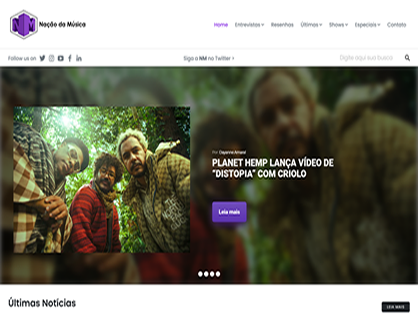 NM Nação da Música
Home Entrevistas Resenhas Últimas Shows Especiais Contato
Follow us on
Siga o NM no Twitter
Digite aqui sua busca
Por: Dayanne Amaral
PLANET HEMP LANÇA VÍDEO DE
“DISTOPIA” COM CRIOLO
Leia mais
Últimas Notícias
LEIA MAIS